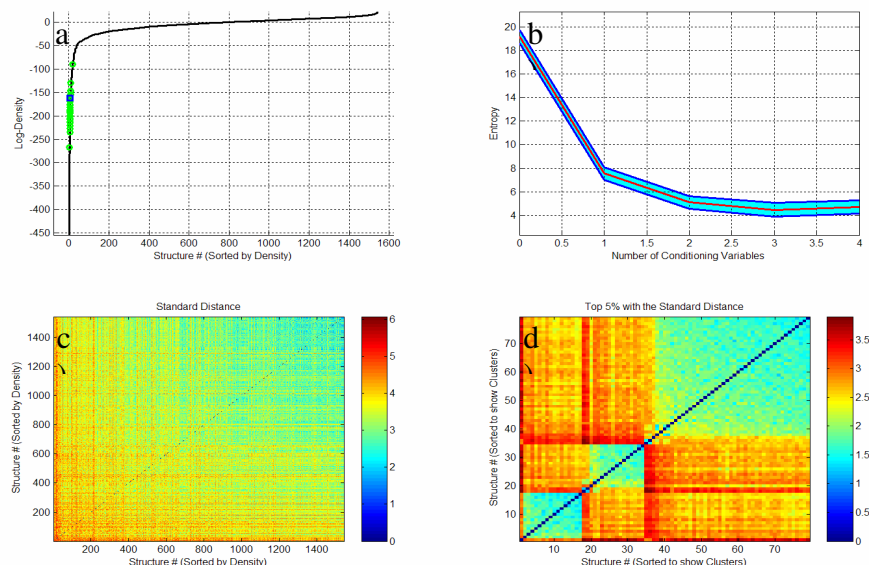 a
0
-50
-100
-150
-200
-250
-300
-350
-400
-450
0 200 400 600 800 1000 1200 1400 1600
Log-Density
Structure # (Sorted by Density)
b
20
18
16
14
12
10
8
6
4
0 0.5 1 1.5 2 2.5 3 3.5 4
Entropy
Number of Conditioning Variables
Standard Distance
c
)
1400
1200
1000
800
600
400
200
200 400 600 800 1000 1200 1400
Structure # (Sorted by Density)
Structure # (Sorted by Density)
6
5
4
3
2
1
0
Top 5% with the Standard Distance
d
)
70
60
50
40
30
20
10
10 20 30 40 50 60 70
Structure # (Sorted to show Clusters)
Structure # (Sorted to show Clusters)
3.5
3
2.5
2
1.5
1
0.5
0